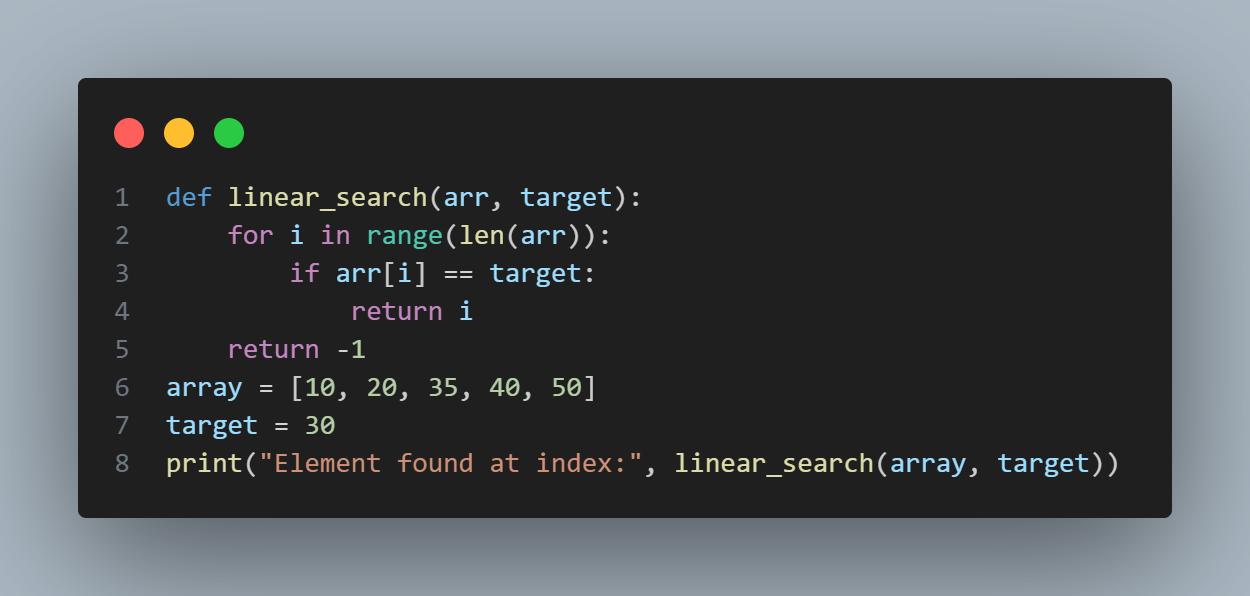 1 def linear_search(arr, target):
2     for i in range(len(arr)):
3         if arr[i] == target:
4             return i
5     return -1
6 array = [10, 20, 35, 40, 50]
7 target = 30
8 print("Element found at index:", linear_search(array, target))